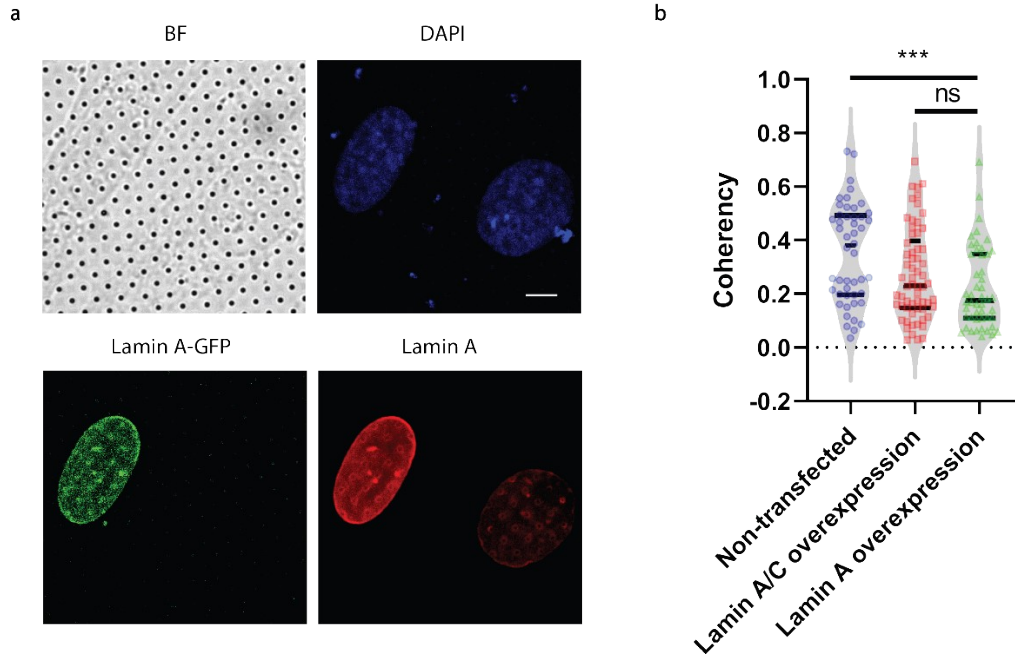 a
BF
DAPI
Lamin A-GFP
Lamin A
b
***
ns
1.0
0.8
0.6
0.4
0.2
0.0
-0.2
Coherency
Non-transfected
Lamin A/C overexpression
Lamin A overexpression